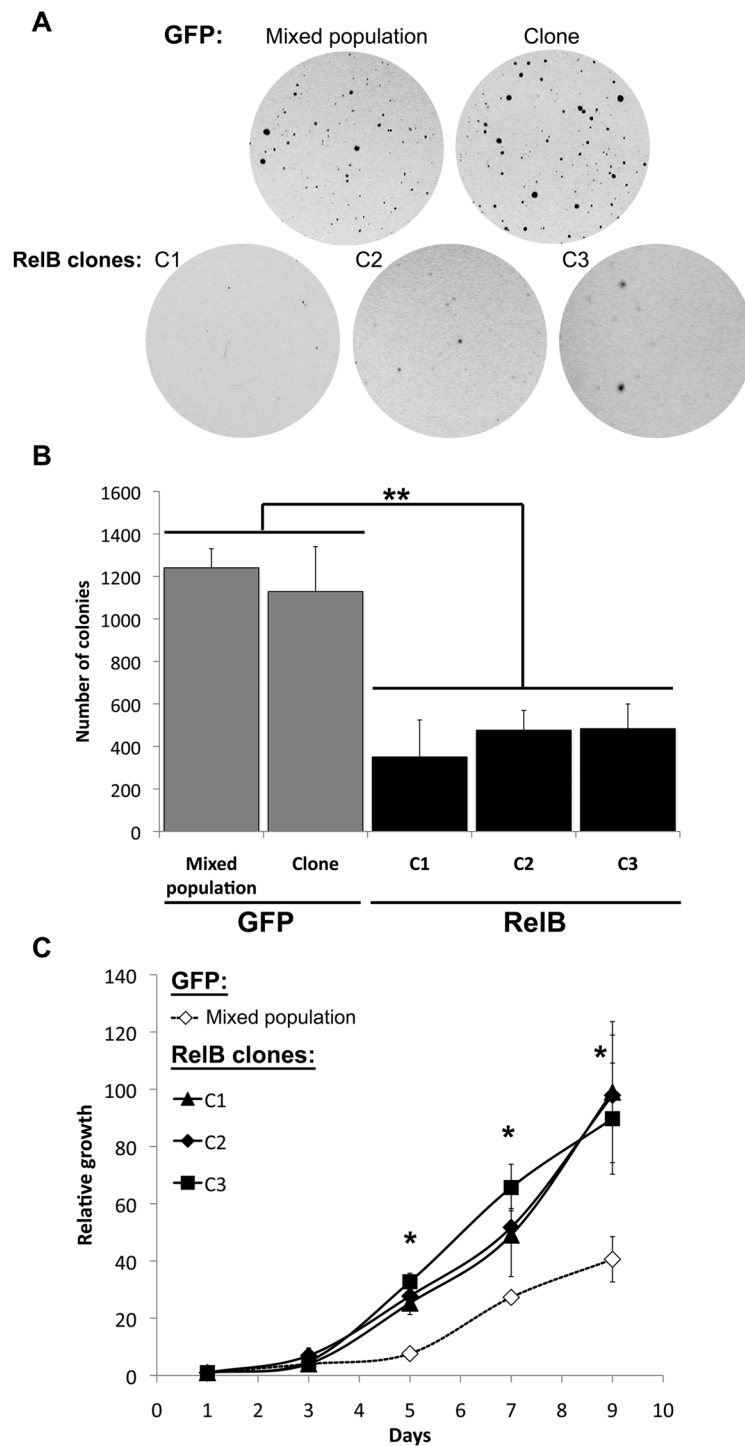 A
GFP: Mixed population Clone
RelB clones: C1 C2 C3
B
1600
1400
1200
1000
800
600
400
200
0
Number of colonies
**
Mixed population Clone C1 C2 C3
GFP RelB
C
140
120
100
80
60
40
20
0
Relative growth
GFP:
Mixed population
RelB clones:
C1
C2
C3
* * *
0 1 2 3 4 5 6 7 8 9 10
Days